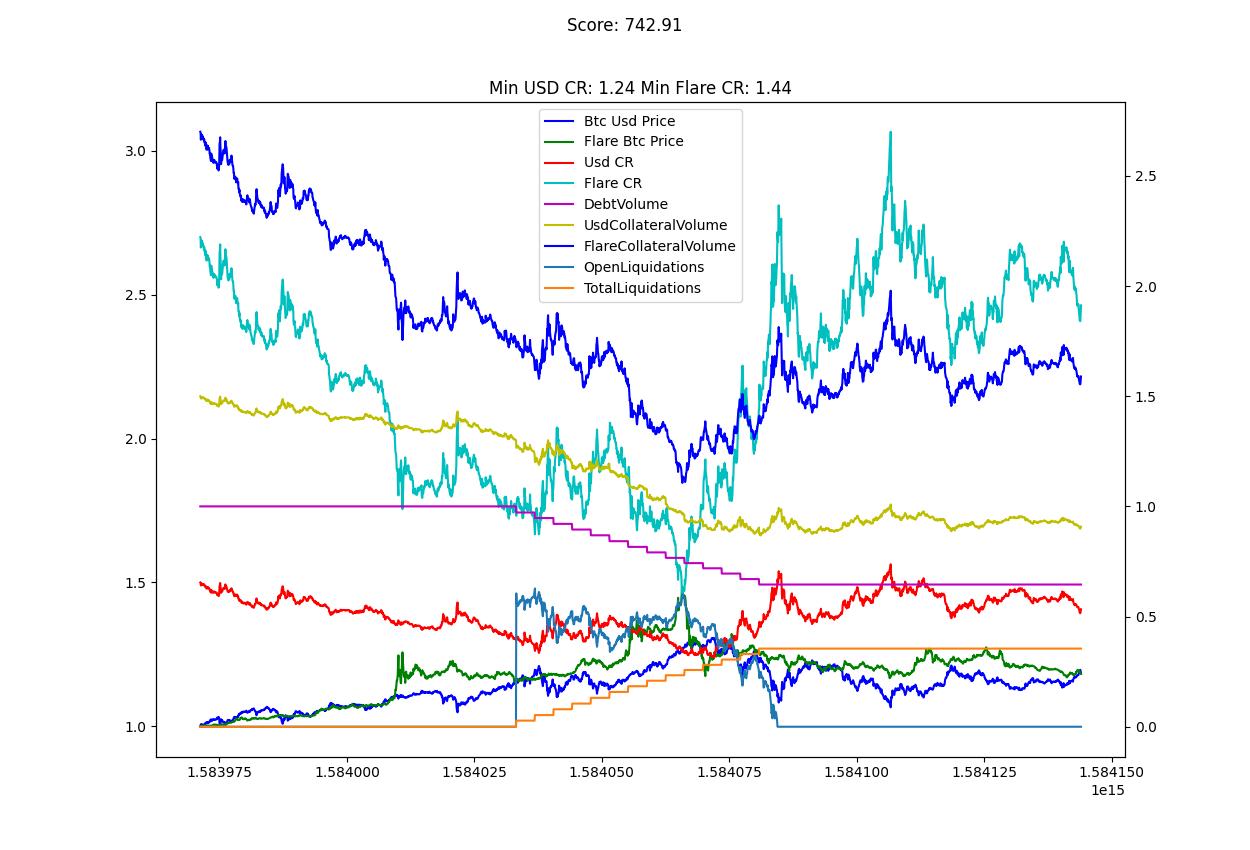 Score: 742.91
Min USD CR: 1.24 Min Flare CR: 1.44
Btc Usd Price
Flare Btc Price
Usd CR
Flare CR
DebtVolume
UsdCollateralVolume
FlareCollateralVolume
OpenLiquidations
TotalLiquidations
3.0
2.5
2.0
1.5
1.0
2.5
2.0
1.5
1.0
0.5
0.0
1.583975 1.584000 1.584025 1.584050 1.584075 1.584100 1.584125 1.584150
1e15